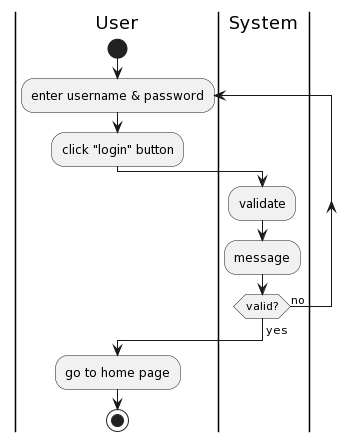 User
System
enter username & password
click "login" button
validate
message
valid?
no
yes
go to home page